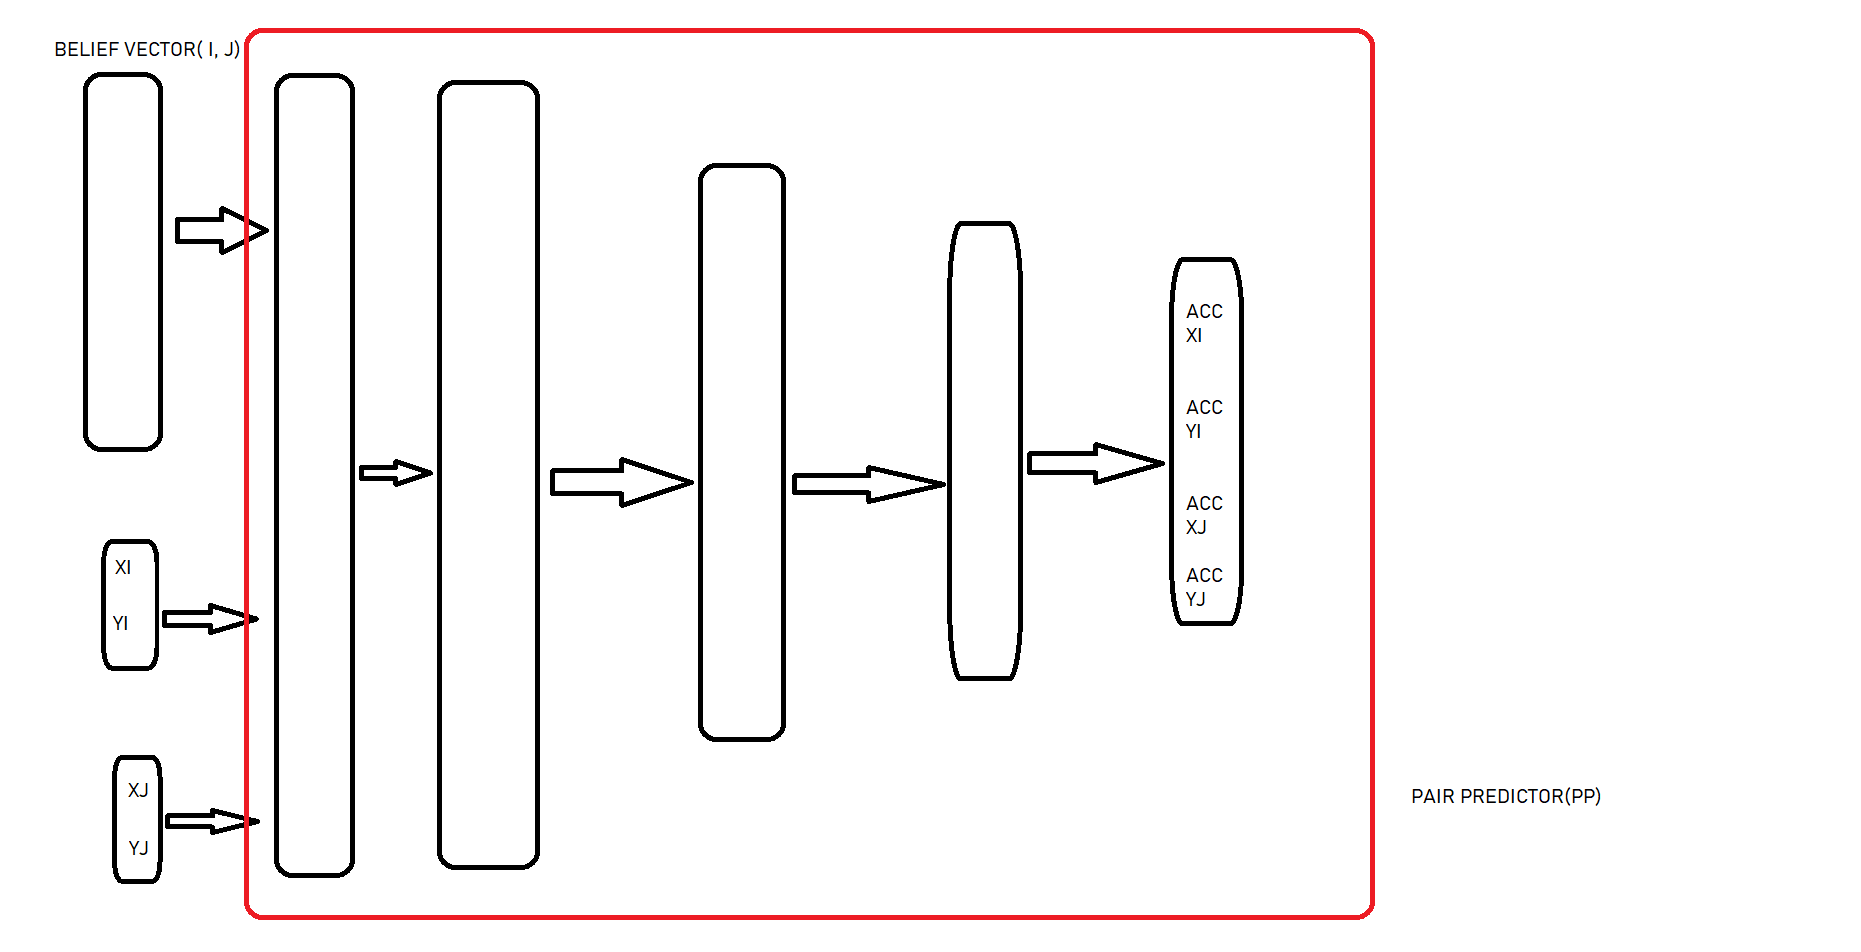 BELIEF VECTOR( I, J)
XI
YI
XJ
YJ
ACC
XI
ACC
YI
ACC
XJ
ACC
YJ
PAIR PREDICTOR(PP)